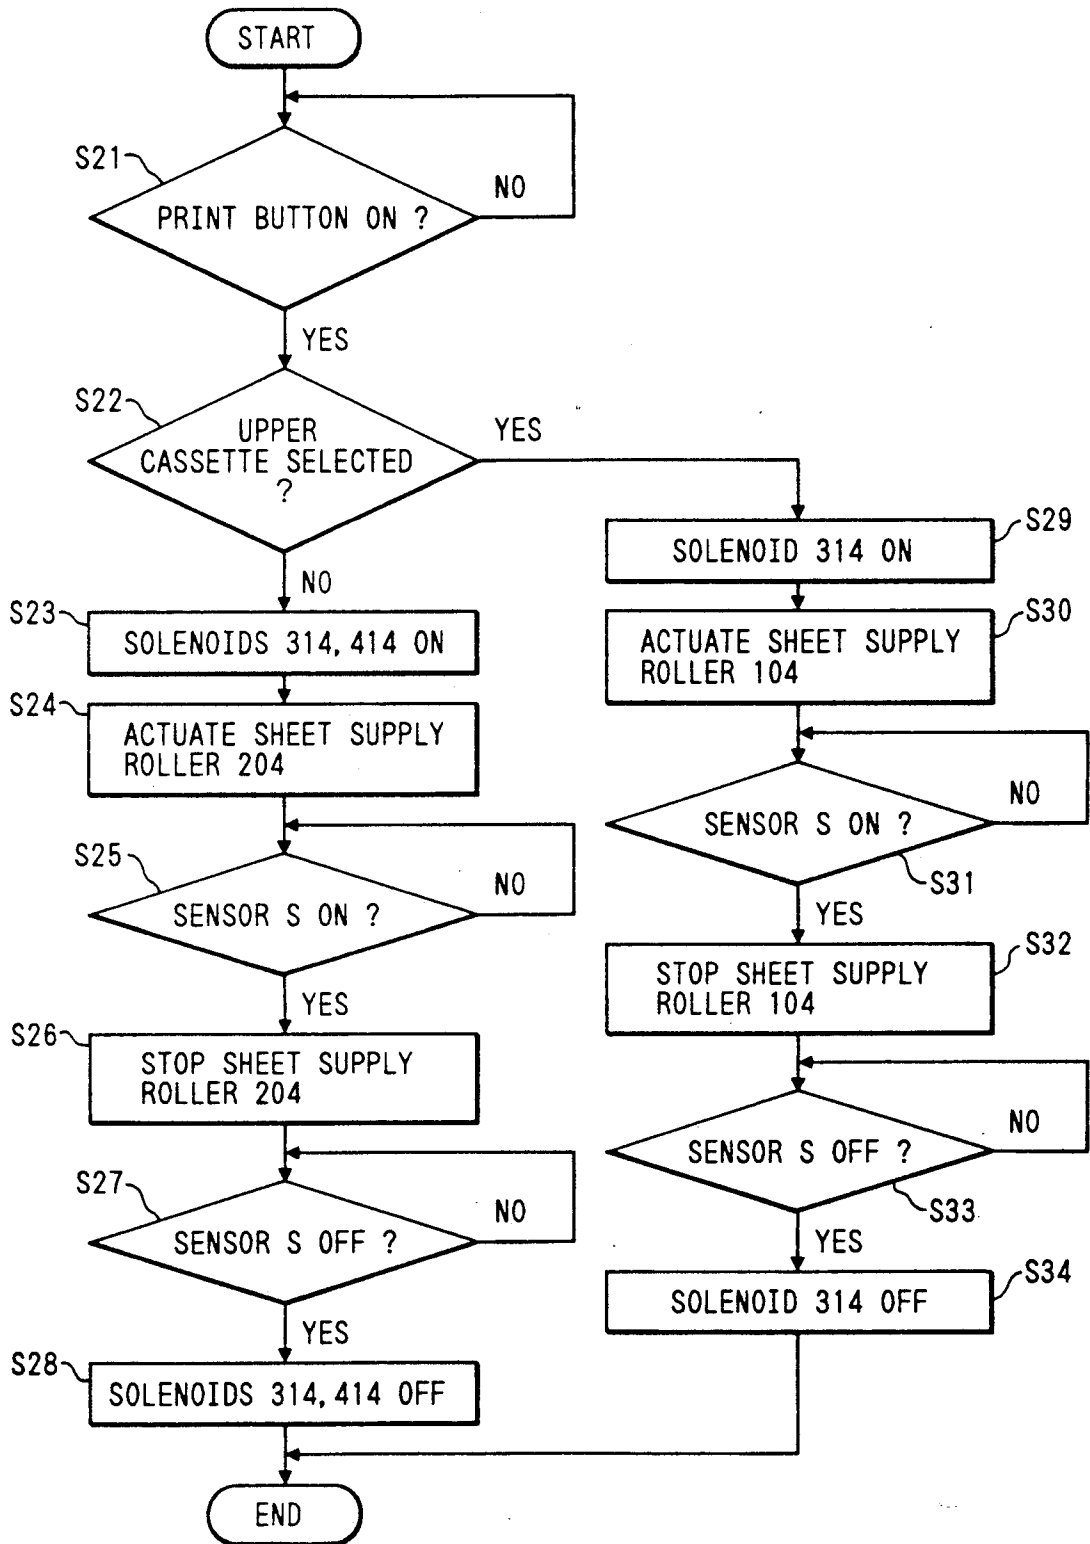 START
S21
PRINT BUTTON ON ?
NO
YES
S22
UPPER
CASSETTE SELECTED
?
YES
NO
S23
SOLENOIDS 314, 414 ON
S24
ACTUATE SHEET SUPPLY
ROLLER 204
S25
SENSOR S ON ?
NO
YES
S26
STOP SHEET SUPPLY
ROLLER 204
S27
SENSOR S OFF ?
NO
YES
S28
SOLENOIDS 314, 414 OFF
S29
SOLENOID 314 ON
S30
ACTUATE SHEET SUPPLY
ROLLER 104
SENSOR S ON ?
NO
S31
YES
S32
STOP SHEET SUPPLY
ROLLER 104
SENSOR S OFF ?
NO
S33
YES
S34
SOLENOID 314 OFF
END